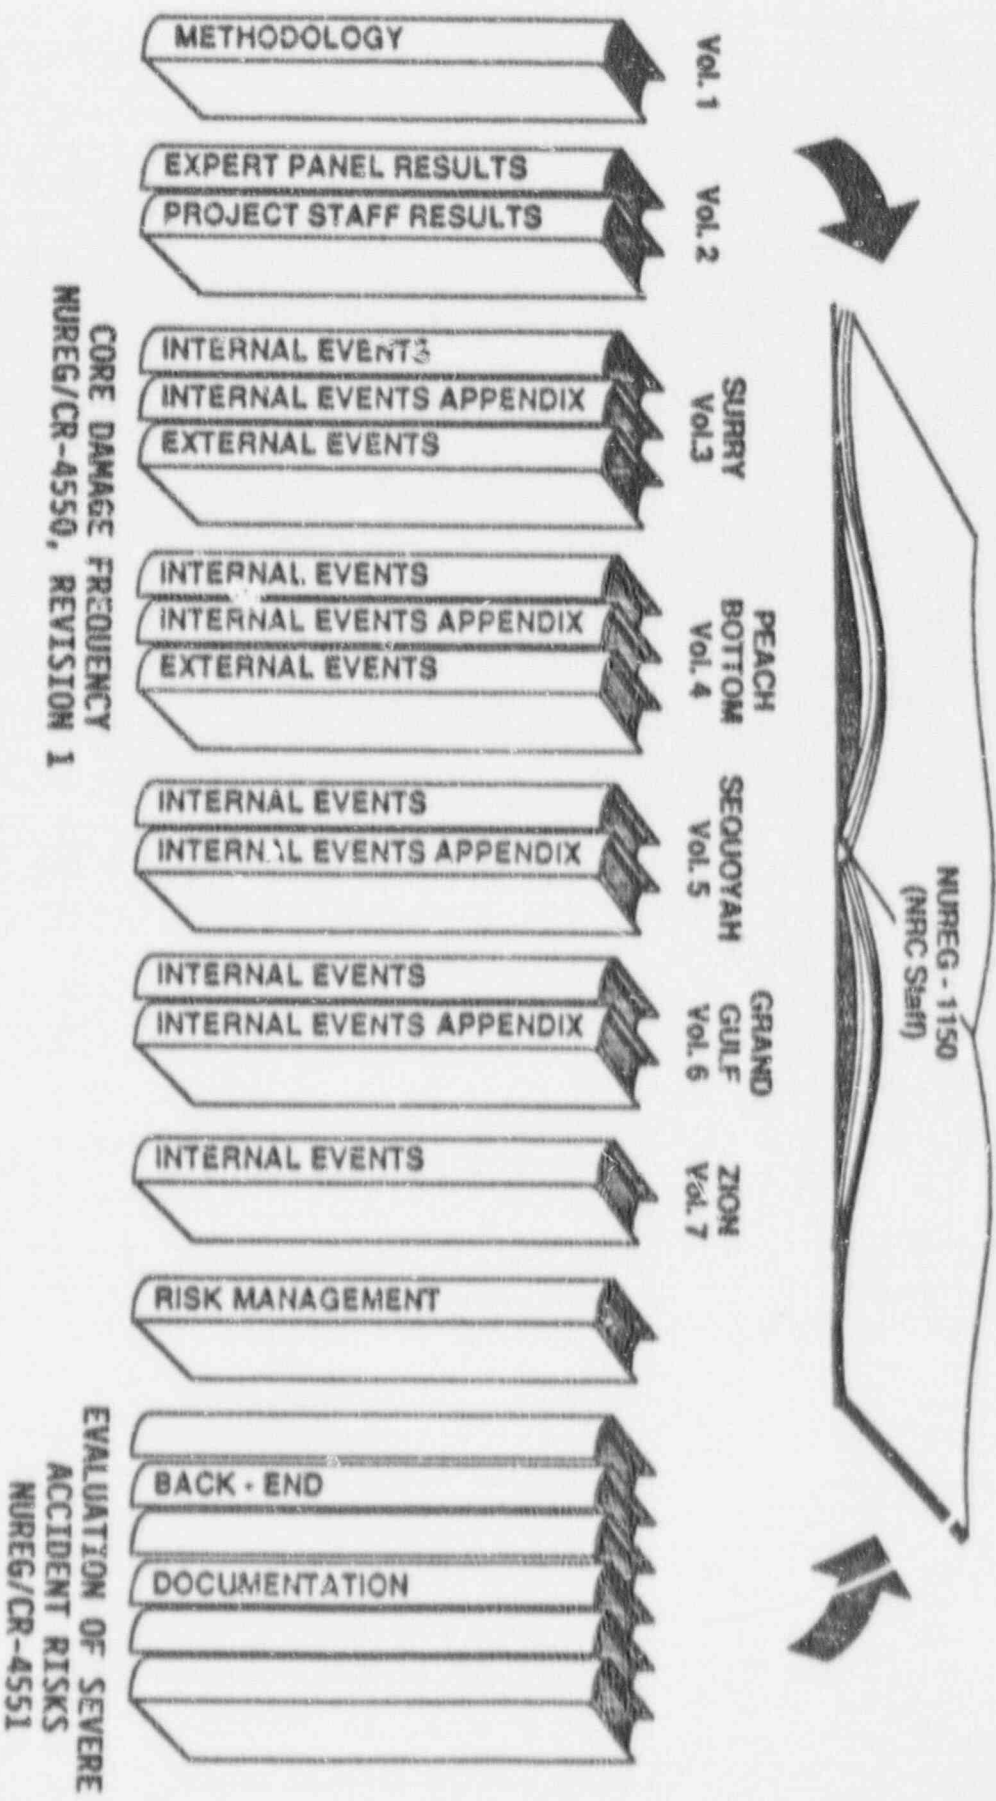 NUREG - 1150
(NRC Staff)
Vol. 1
METHODOLOGY
Vol. 2
EXPERT PANEL RESULTS
PROJECT STAFF RESULTS
SURRY
Vol.3
INTERNAL EVENTS
INTERNAL EVENTS APPENDIX
EXTERNAL EVENTS
PEACH
BOTTOM
Vol. 4
INTERNAL EVENTS
INTERNAL EVENTS APPENDIX
EXTERNAL EVENTS
SEQUOYAH
Vol. 5
INTERNAL EVENTS
INTERNAL EVENTS APPENDIX
GRAND
GULF
Vol. 6
INTERNAL EVENTS
INTERNAL EVENTS APPENDIX
ZION
Vol. 7
INTERNAL EVENTS
RISK MANAGEMENT
BACK - END
DOCUMENTATION
CORE DAMAGE FREQUENCY
NUREG/CR-4550, REVISION 1
EVALUATION OF SEVERE
ACCIDENT RISKS
NUREG/CR-4551